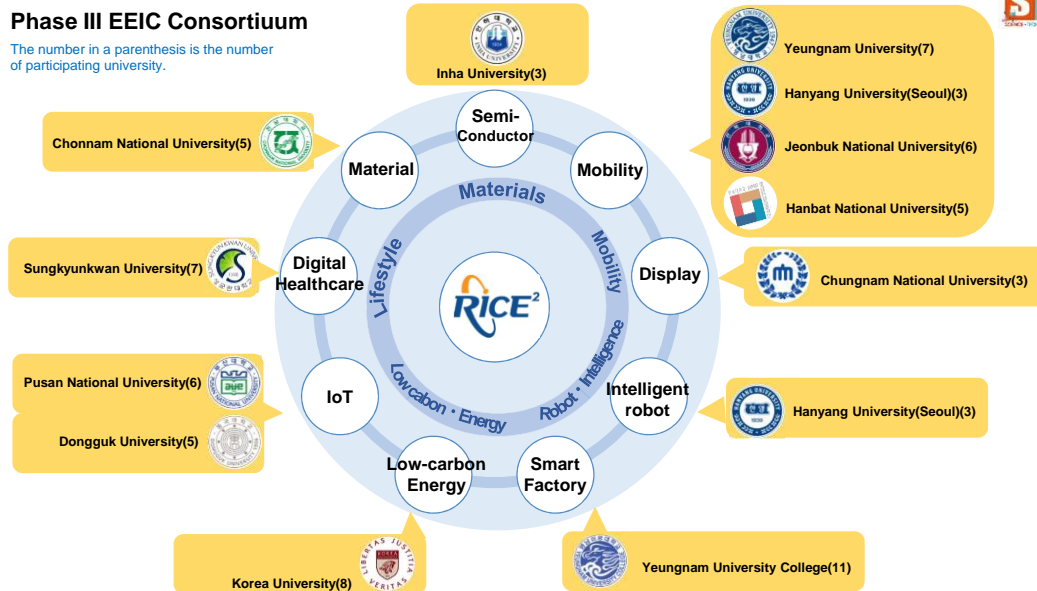 Phase III EEIC Consortiuum
The number in a parenthesis is the number
of participating university.
Inha University(3)
Yeungnam University(7)
Hanyang University(Seoul)(3)
Jeonbuk National University(6)
Hanbat National University(5)
Chonnam National University(5)
Semi-
Conductor
Material
Mobility
Materials
Lifestyle
Mobility
Sungkyunkwan University(7)
Digital
Healthcare
RICE²
Display
Chungnam National University(3)
Pusan National University(6)
Dongguk University(5)
IoT
Low cabon・Energy
Robot・Intelligence
Intelligent
robot
Hanyang University(Seoul)(3)
Low-carbon
Energy
Smart
Factory
Korea University(8)
LIBERTAS JUSTITIA
VERITAS
Yeungnam University College(11)